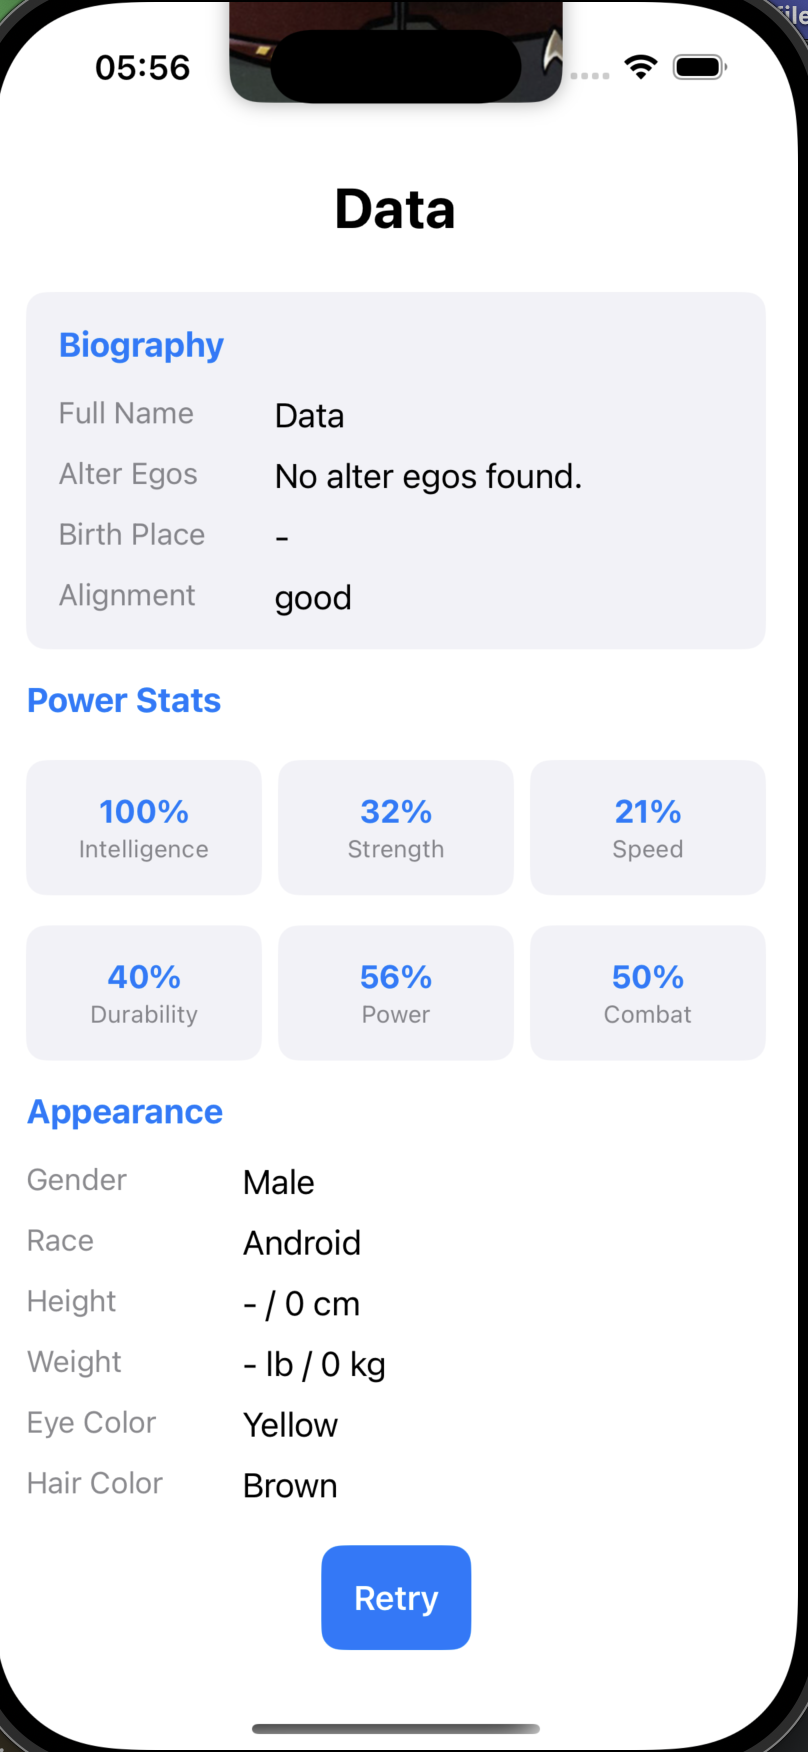 05:56
Data
Biography
Full Name Data
Alter Egos No alter egos found.
Birth Place -
Alignment good
Power Stats
100% 32% 21%
Intelligence Strength Speed
40% 56% 50%
Durability Power Combat
Appearance
Gender Male
Race Android
Height - / 0 cm
Weight - lb / 0 kg
Eye Color Yellow
Hair Color Brown
Retry